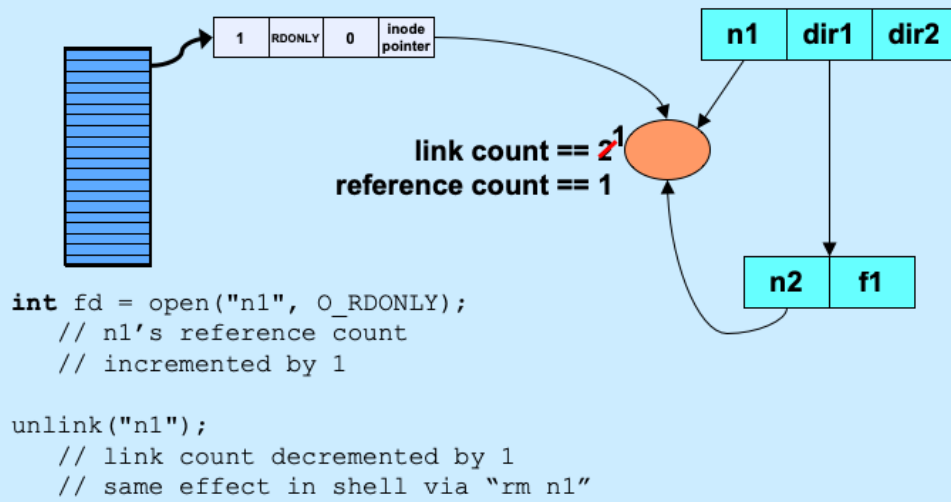 1 RDONLY 0 inode pointer
n1 dir1 dir2
link count == 2 1
reference count == 1
n2 f1
int fd = open("n1", O_RDONLY);
// n1’s reference count
// incremented by 1
unlink("n1");
// link count decremented by 1
// same effect in shell via “rm n1”